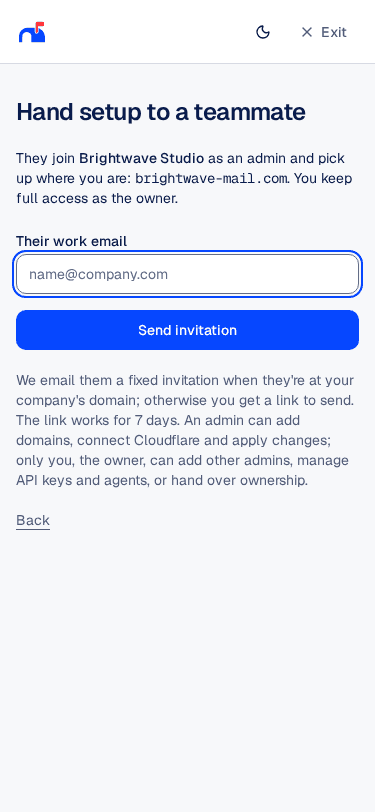 Exit
Hand setup to a teammate
They join Brightwave Studio as an admin and pick
up where you are: brightwave-mail.com. You keep
full access as the owner.
Their work email
name@company.com
Send invitation
We email them a fixed invitation when they're at your
company's domain; otherwise you get a link to send.
The link works for 7 days. An admin can add
domains, connect Cloudflare and apply changes;
only you, the owner, can add other admins, manage
API keys and agents, or hand over ownership.
Back